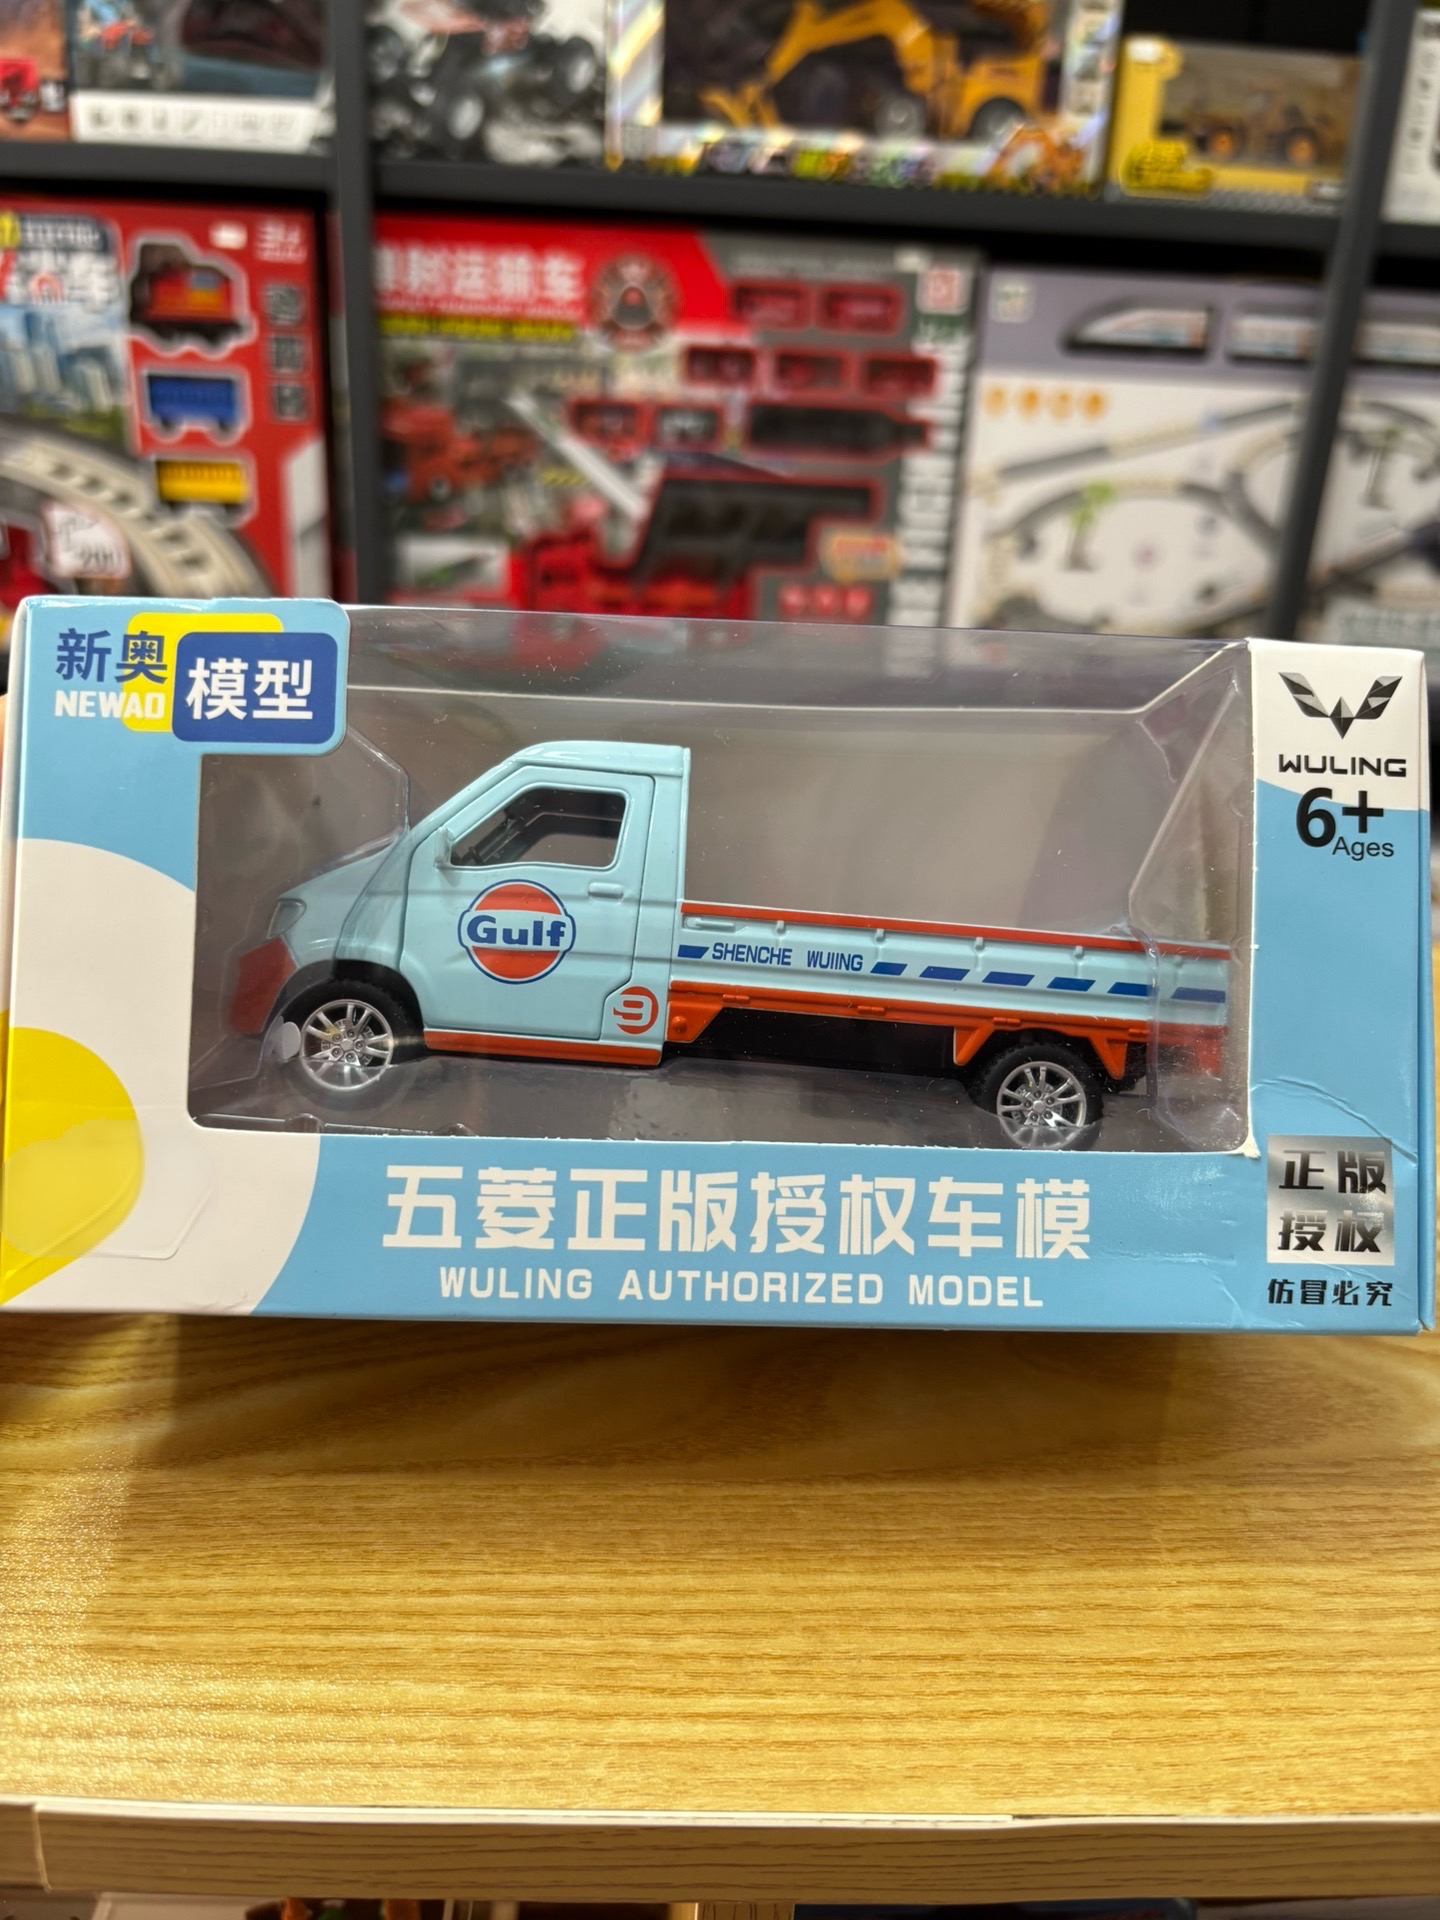 新奥
NEWAO
模型
WULING
6+
Ages
Gulf
SHENCHE WUIING
9
五菱正版授权车模
WULING AUTHORIZED MODEL
正版
授权
仿冒必究